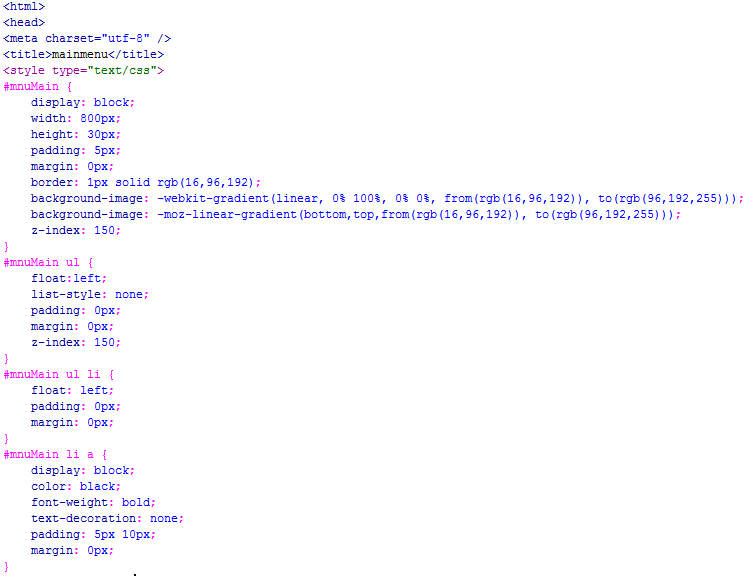 <html>
<head>
<meta charset="utf-8" />
<title>mainmenu</title>
<style type="text/css">
#mnuMain {
    display: block;
    width: 800px;
    height: 30px;
    padding: 5px;
    margin: 0px;
    border: 1px solid rgb(16,96,192);
    background-image: -webkit-gradient(linear, 0% 100%, 0% 0%, from(rgb(16,96,192)), to(rgb(96,192,255)));
    background-image: -moz-linear-gradient(bottom,top,from(rgb(16,96,192)), to(rgb(96,192,255)));
    z-index: 150;
}
#mnuMain ul {
    float:left;
    list-style: none;
    padding: 0px;
    margin: 0px;
    z-index: 150;
}
#mnuMain ul li {
    float: left;
    padding: 0px;
    margin: 0px;
}
#mnuMain li a {
    display: block;
    color: black;
    font-weight: bold;
    text-decoration: none;
    padding: 5px 10px;
    margin: 0px;
}